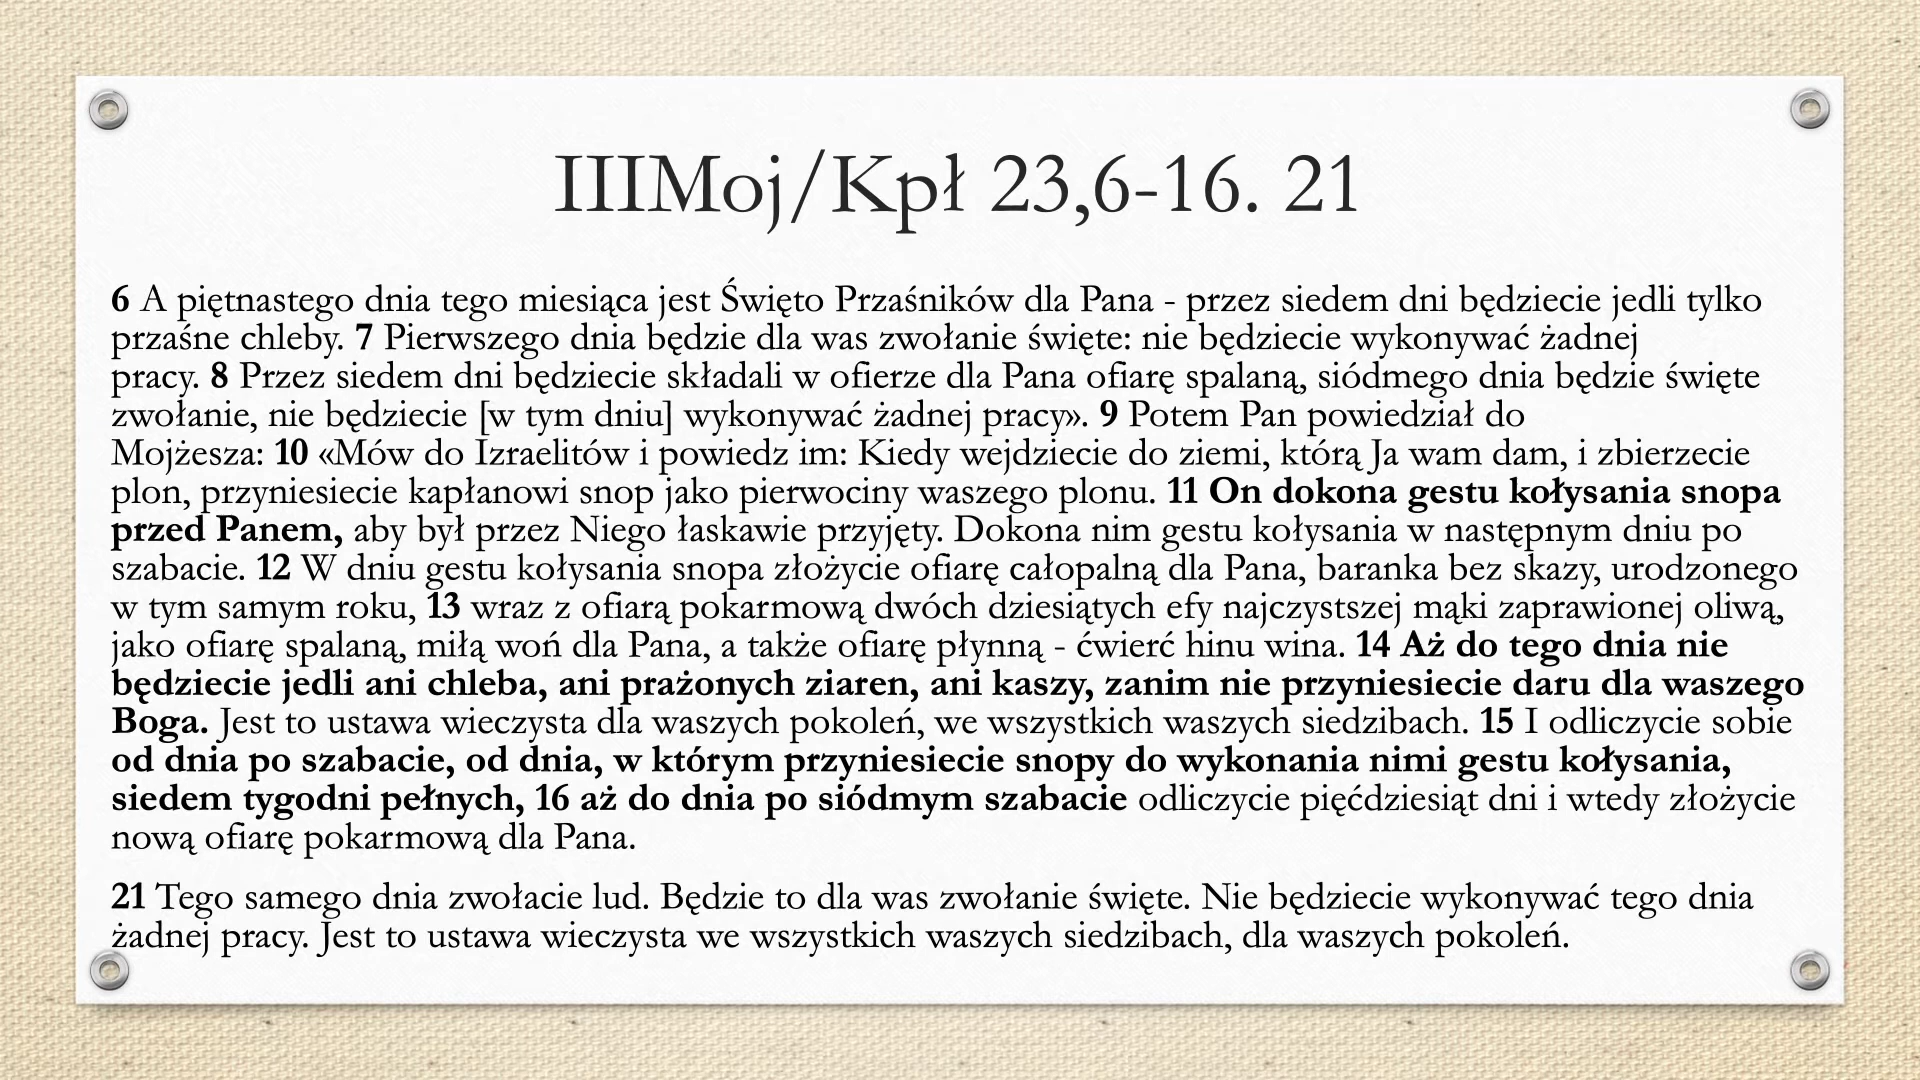 IIIMoj/Kpł 23,6-16. 21
6 A piętnastego dnia tego miesiąca jest Święto Przaśników dla Pana - przez siedem dni będziecie jedli tylko
przaśne chleby. 7 Pierwszego dnia będzie dla was zwołanie święte: nie będziecie wykonywać żadnej
pracy. 8 Przez siedem dni będziecie składali w ofierze dla Pana ofiarę spalaną, siódmego dnia będzie święte
zwołanie, nie będziecie [w tym dniu] wykonywać żadnej pracy». 9 Potem Pan powiedział do
Mojżesza: 10 «Mów do Izraelitów i powiedz im: Kiedy wejdziecie do ziemi, którą Ja wam dam, i zbierzecie
plon, przyniesiecie kapłanowi snop jako pierwociny waszego plonu. 11 On dokona gestu kołysania snopa
przed Panem, aby był przez Niego łaskawie przyjęty. Dokona nim gestu kołysania w następnym dniu po
szabacie. 12 W dniu gestu kołysania snopa złożycie ofiarę całopalną dla Pana, baranka bez skazy, urodzonego
w tym samym roku, 13 wraz z ofiarą pokarmową dwóch dziesiątych efy najczystszej mąki zaprawionej oliwą,
jako ofiarę spalaną, miłą woń dla Pana, a także ofiarę płynną - ćwierć hinu wina. 14 Aż do tego dnia nie
będziecie jedli ani chleba, ani prażonych ziaren, ani kaszy, zanim nie przyniesiecie daru dla waszego
Boga. Jest to ustawa wieczysta dla waszych pokoleń, we wszystkich waszych siedzibach. 15 I odliczycie sobie
od dnia po szabacie, od dnia, w którym przyniesiecie snopy do wykonania nimi gestu kołysania,
siedem tygodni pełnych, 16 aż do dnia po siódmym szabacie odliczycie pięćdziesiąt dni i wtedy złożycie
nową ofiarę pokarmową dla Pana.
21 Tego samego dnia zwołacie lud. Będzie to dla was zwołanie święte. Nie będziecie wykonywać tego dnia
żadnej pracy. Jest to ustawa wieczysta we wszystkich waszych siedzibach, dla waszych pokoleń.